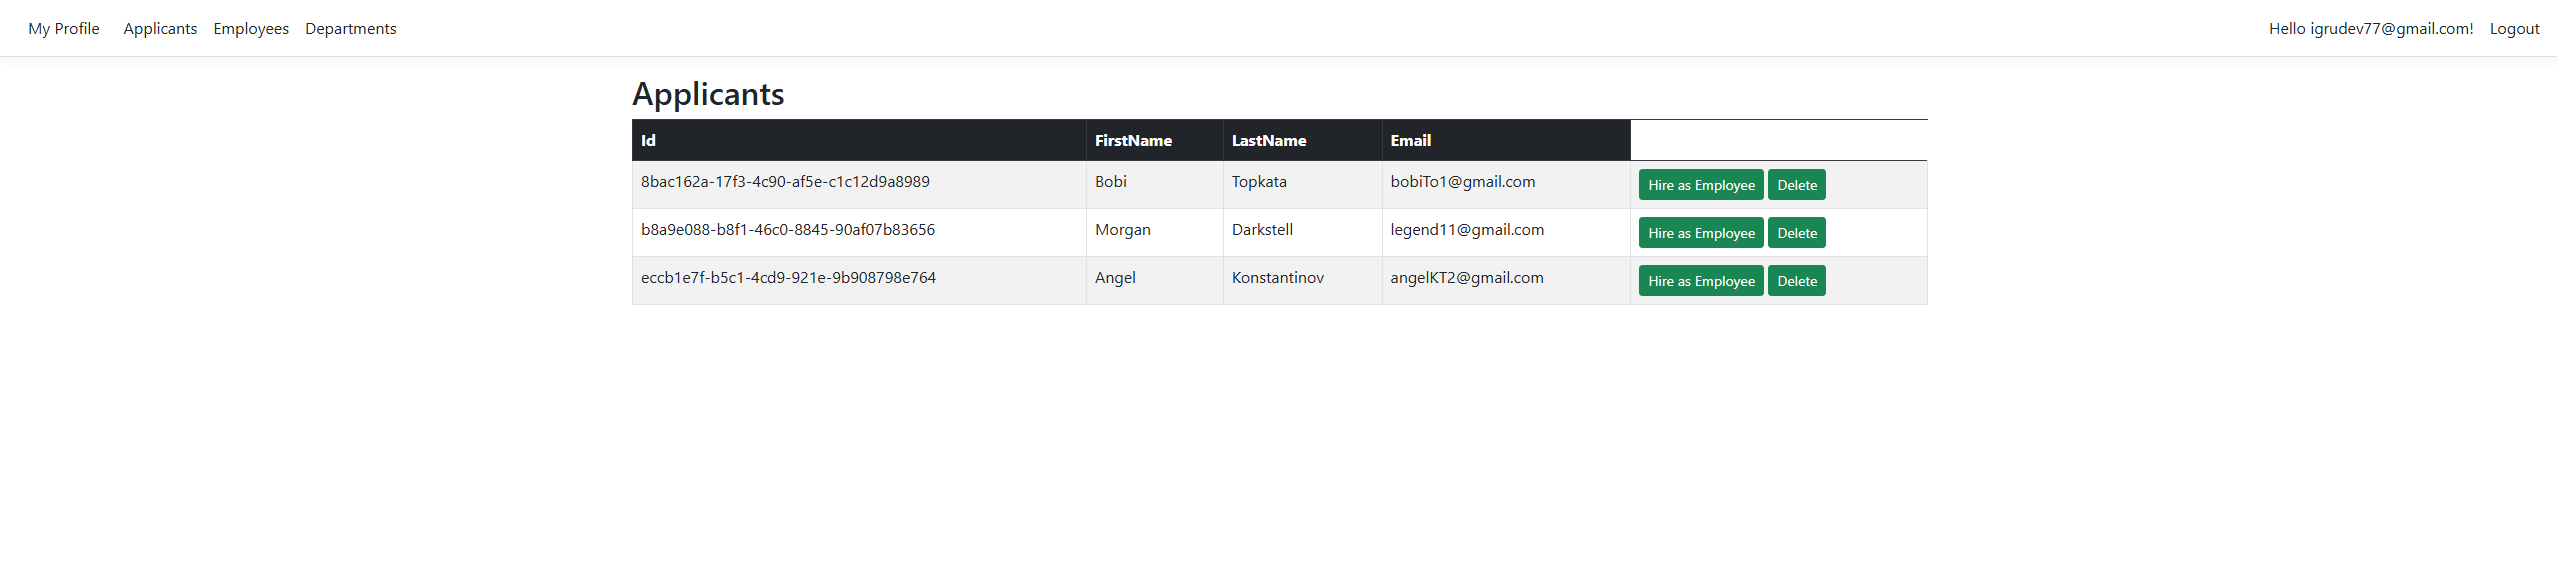 My Profile Applicants Employees Departments Hello igrudev77@gmail.com! Logout
Applicants
Id FirstName LastName Email
8bac162a-17f3-4c90-af5e-c1c12d9a8989 Bobi Topkata bobiTo1@gmail.com Hire as Employee Delete
b8a9e088-b8f1-46c0-8845-90af07b83656 Morgan Darkstell legend11@gmail.com Hire as Employee Delete
eccb1e7f-b5c1-4cd9-921e-9b908798e764 Angel Konstantinov angelKT2@gmail.com Hire as Employee Delete